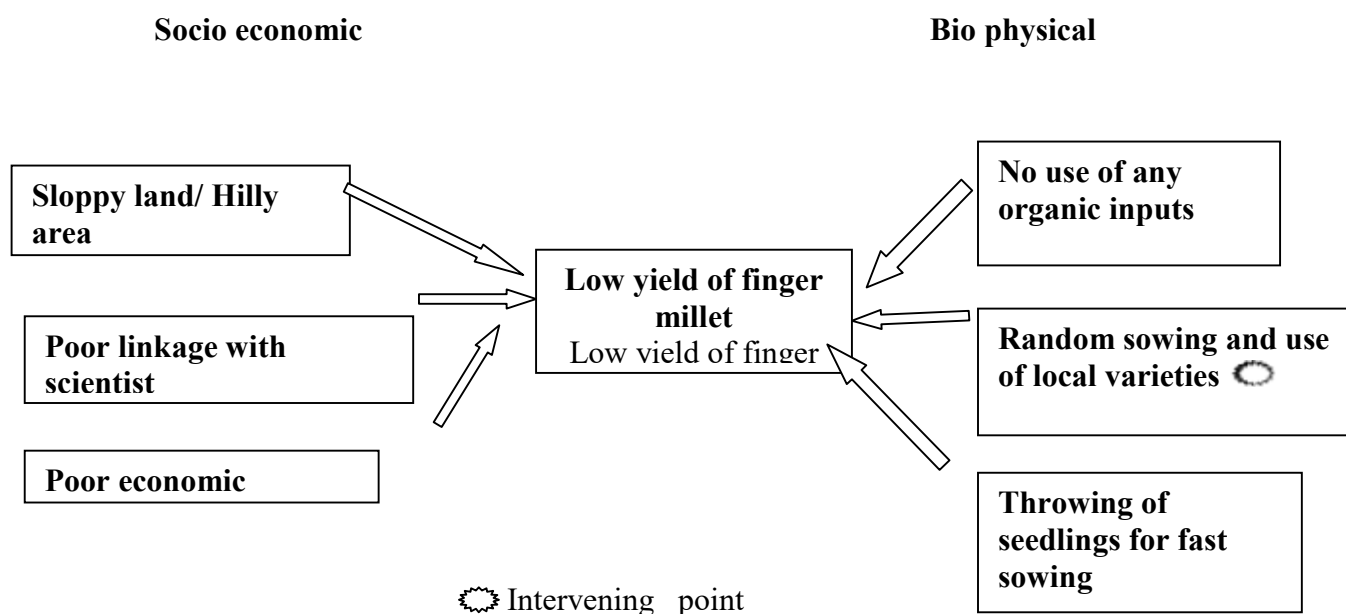 Socio economic
Bio physical
Sloppy land/ Hilly
area
Poor linkage with
scientist
Poor economic
Low yield of finger
millet
Low yield of finger
No use of any
organic inputs
Random sowing and use
of local varieties
Throwing of
seedlings for fast
sowing
Intervening point